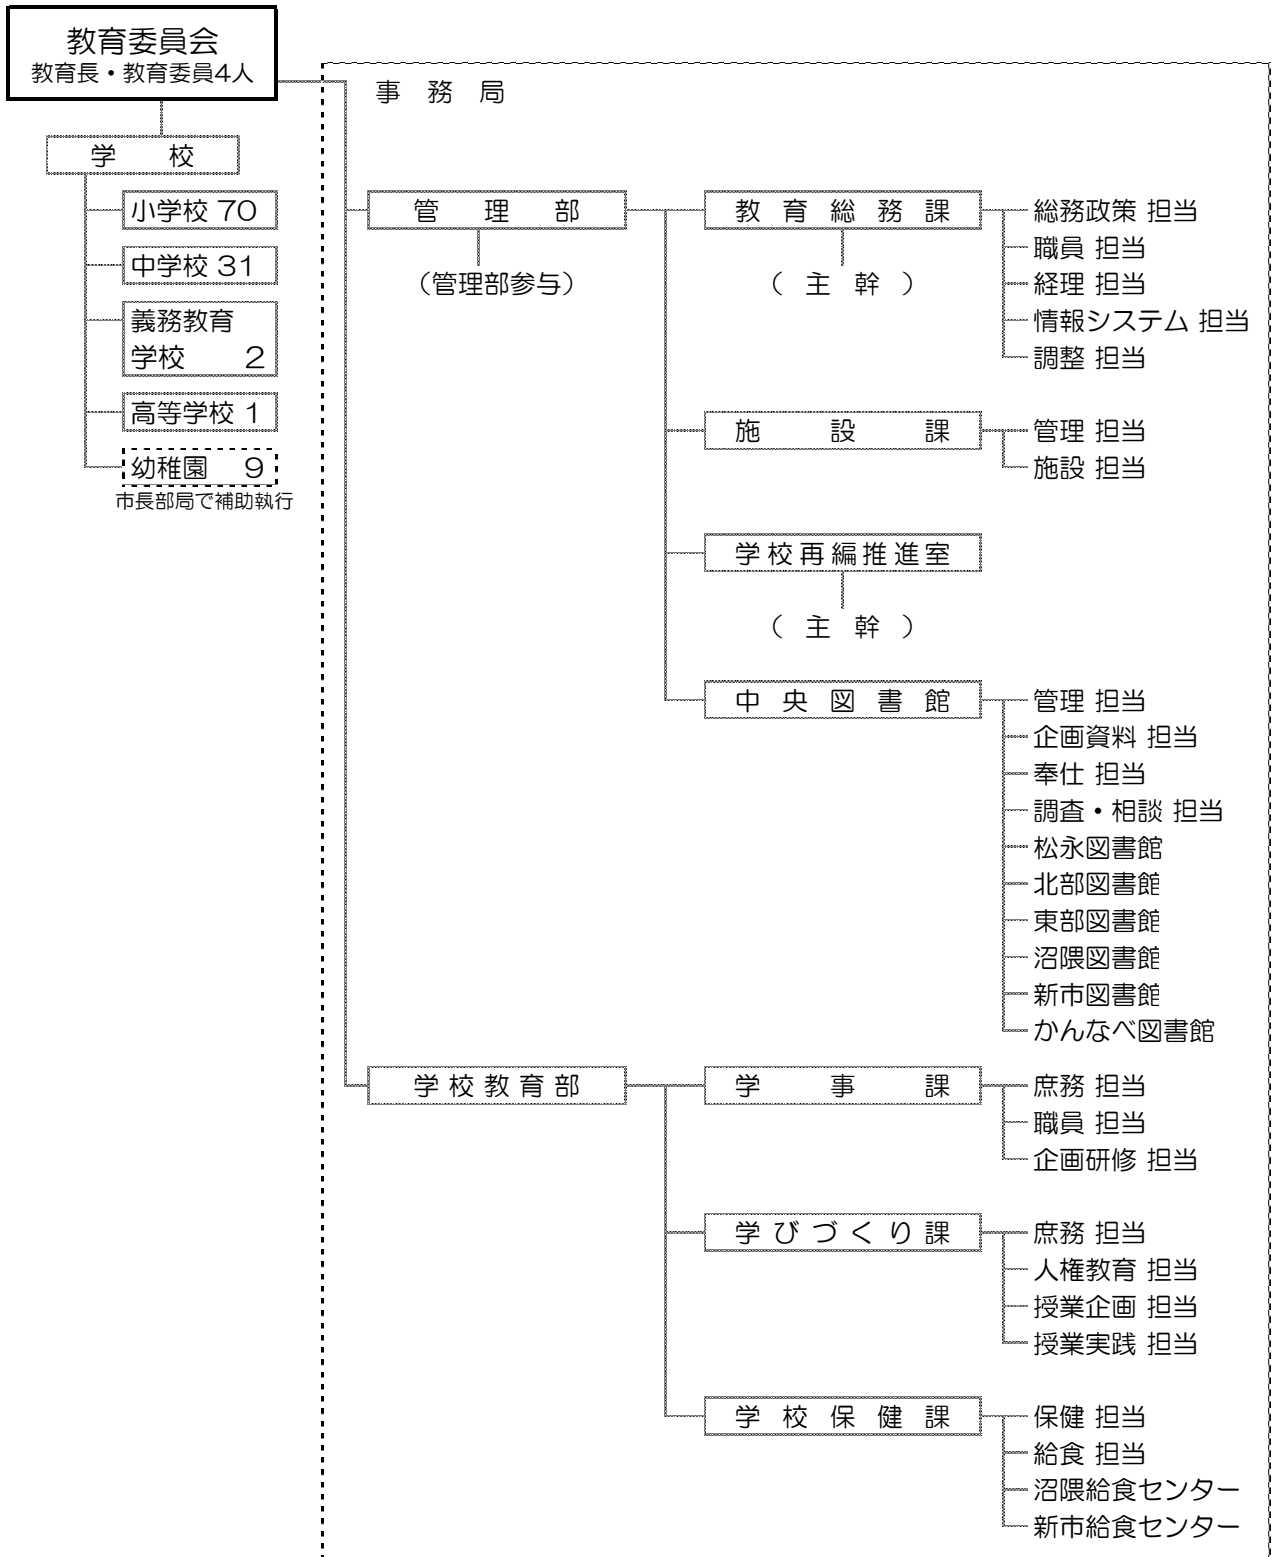 教育委員会
教育長・教育委員4人
事務局
学校
小学校 70
中学校 31
義務教育
学校 2
高等学校 1
幼稚園 9
市長部局で補助執行
管理部
(管理部参与)
教育総務課
(主幹)
総務政策 担当
職員 担当
経理 担当
情報システム 担当
調整 担当
施設課
管理 担当
施設 担当
学校再編推進室
(主幹)
中央図書館
管理 担当
企画資料 担当
奉仕 担当
調査・相談 担当
松永図書館
北部図書館
東部図書館
沼隈図書館
新市図書館
かんなべ図書館
学校教育部
学事課
庶務 担当
職員 担当
企画研修 担当
学びづくり課
庶務 担当
人権教育 担当
授業企画 担当
授業実践 担当
学校保健課
保健 担当
給食 担当
沼隈給食センター
新市給食センター